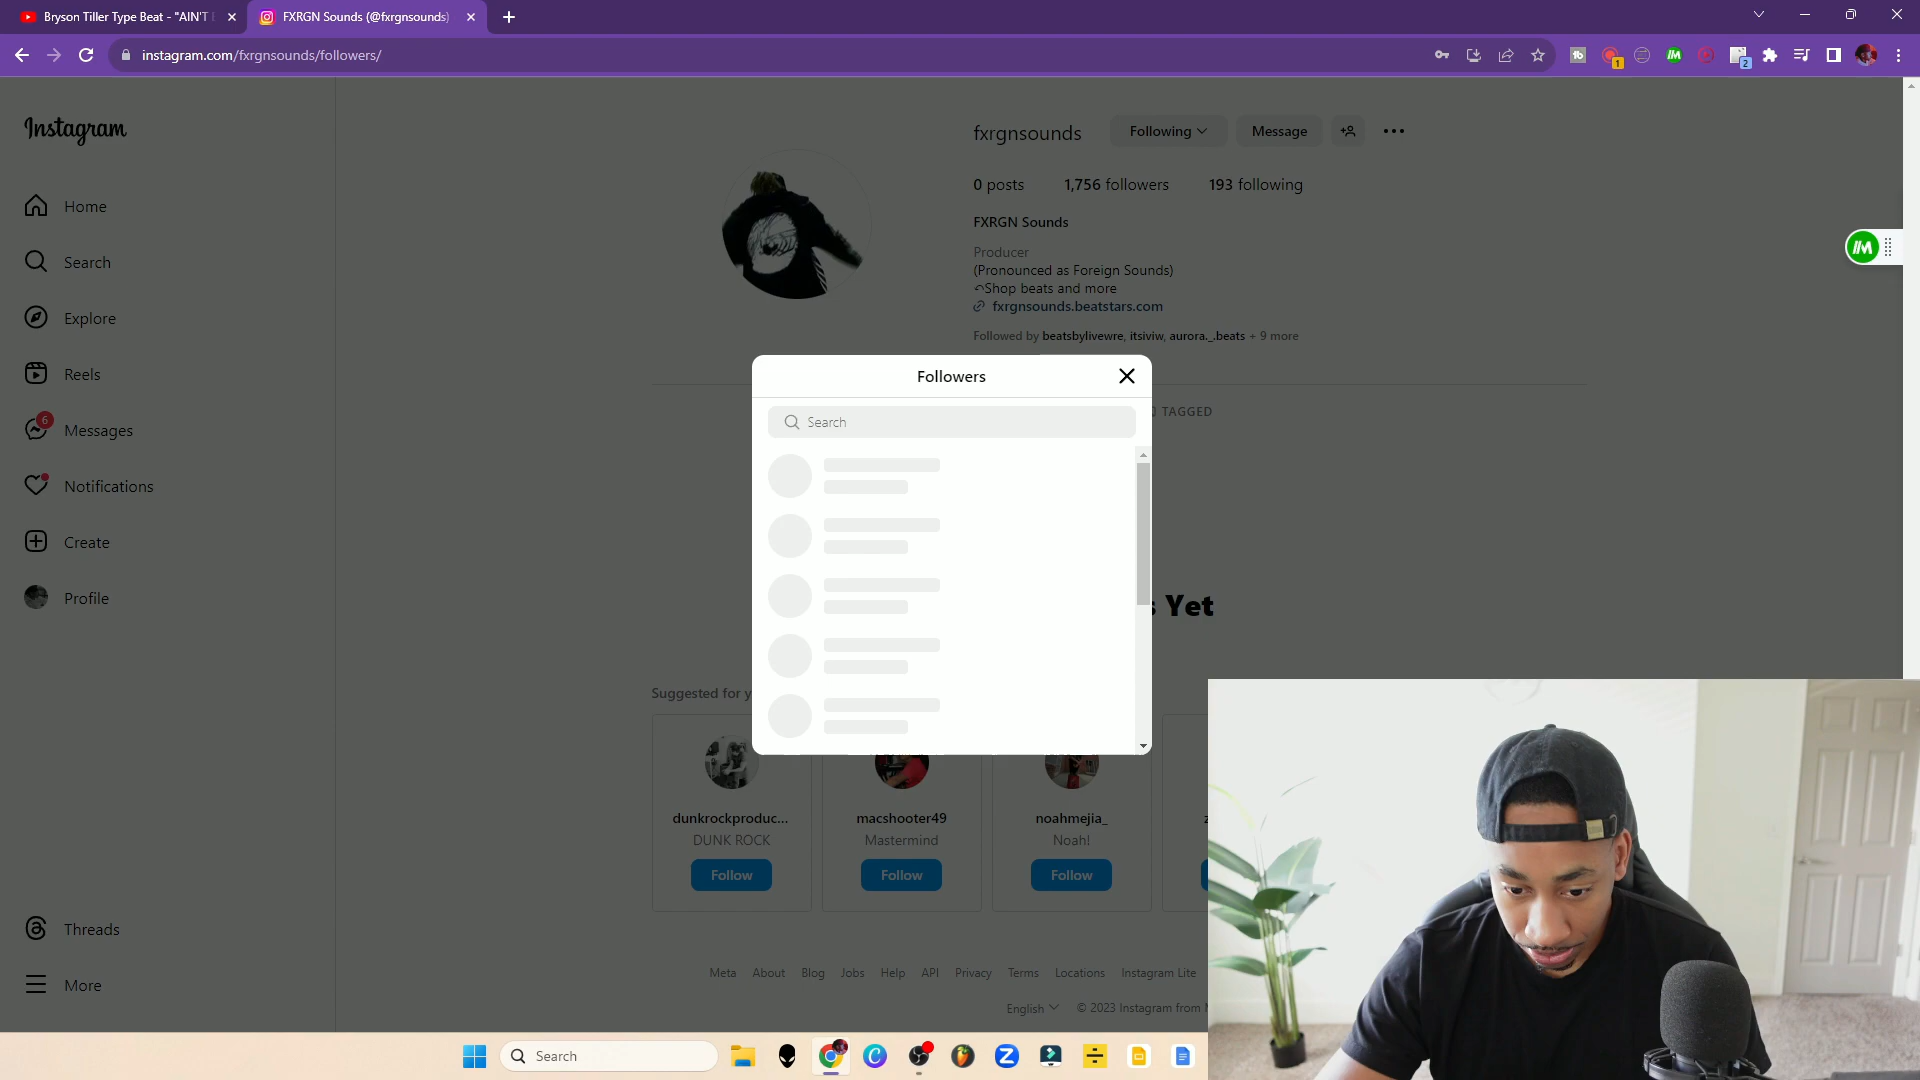 Bryson Tiller Type Beat - "AIN'T
FXRGN Sounds (@fxrgnsounds)
instagram.com/fxrgnsounds/followers/
1
2
Instagram
Home
Search
Explore
Reels
6
Messages
Notifications
Create
Profile
Threads
More
fxrgnsounds
Following
Message
0 posts
1,756 followers
193 following
FXRGN Sounds
Producer
(Pronounced as Foreign Sounds)
Shop beats and more
fxrgnsounds.beatstars.com
Followed by beatsbylivewre, itsiviw, aurora._.beats + 9 more
TAGGED
Followers
Search
Yet
Suggested for y
dunkrockproduc...
DUNK ROCK
Follow
macshooter49
Mastermind
Follow
noahmejia_
Noah!
Follow
Meta
About
Blog
Jobs
Help
API
Privacy
Terms
Locations
Instagram Lite
English
© 2023 Instagram from
Search